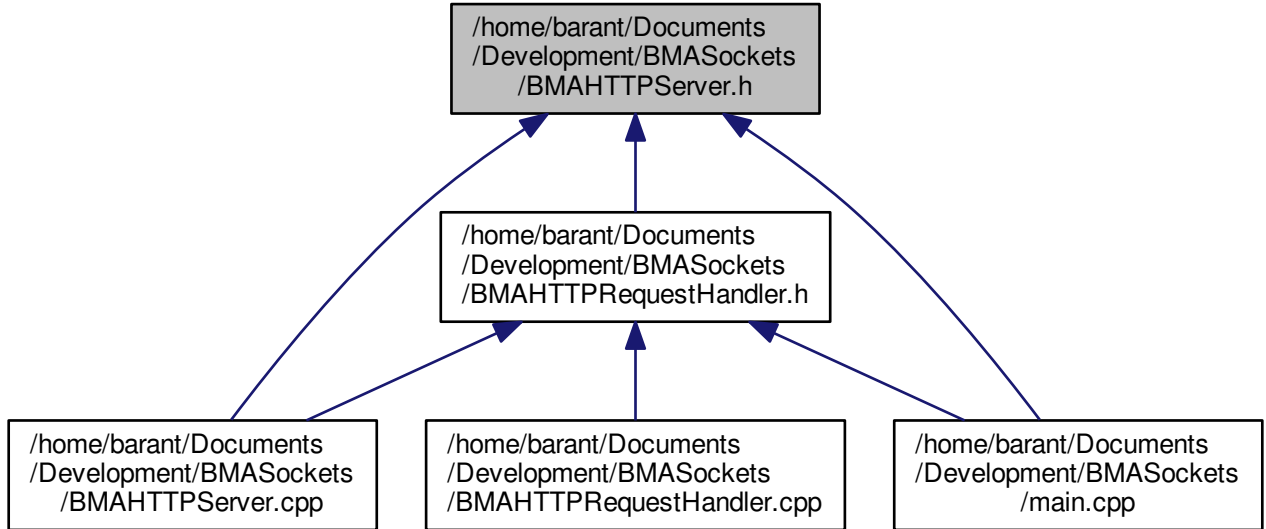 /home/barant/Documents
/Development/BMASockets
/BMAHTTPServer.h
/home/barant/Documents
/Development/BMASockets
/BMAHTTPRequestHandler.h
/home/barant/Documents
/Development/BMASockets
/BMAHTTPServer.cpp
/home/barant/Documents
/Development/BMASockets
/BMAHTTPRequestHandler.cpp
/home/barant/Documents
/Development/BMASockets
/main.cpp